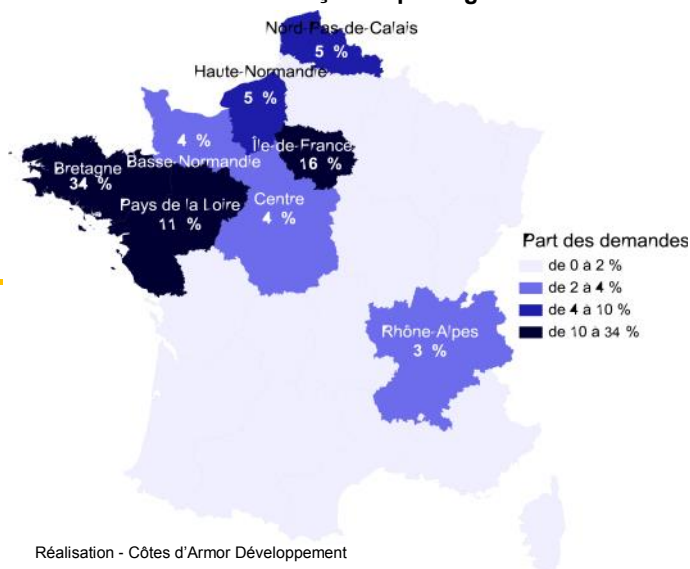 Nord-Pas-de-Calais
5 %
Haute-Normandie
5 %
4 %
Basse-Normandie
Île-de-France
16 %
Bretagne
34 %
Pays de la Loire
11 %
Centre
4 %
Rhône-Alpes
3 %
Part des demandes
de 0 à 2 %
de 2 à 4 %
de 4 à 10 %
de 10 à 34 %
Réalisation - Côtes d'Armor Développement